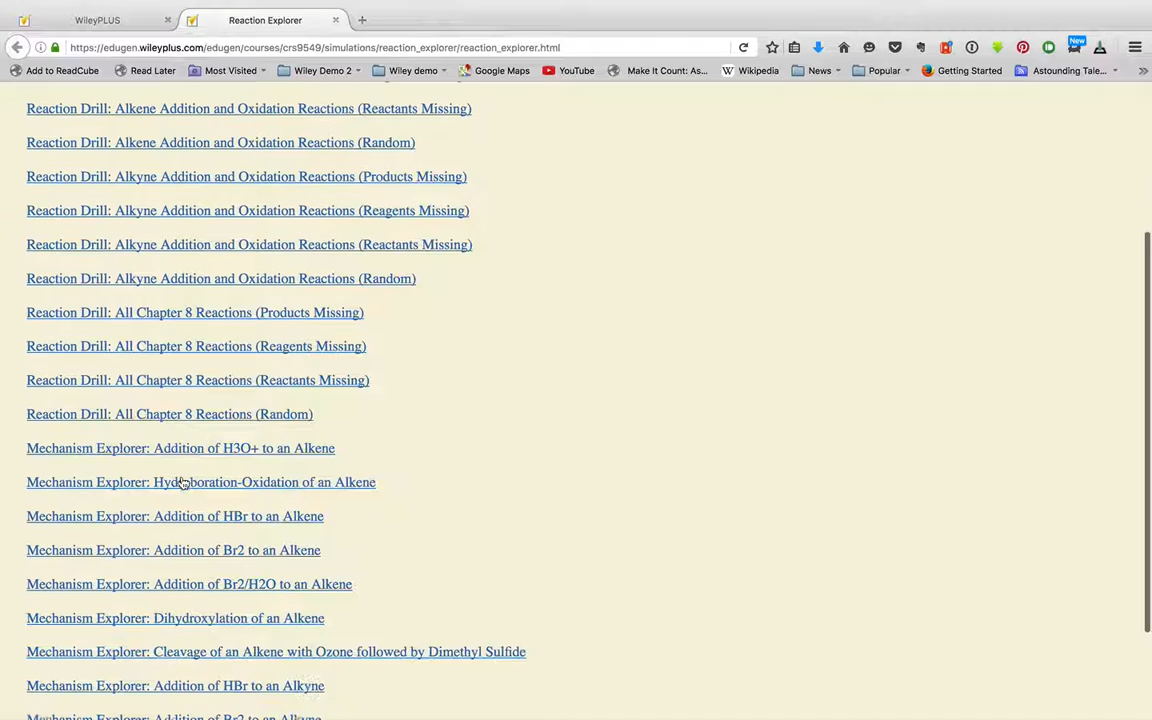 WileyPLUS
Reaction Explorer
https://edugen.wileyplus.com/edugen/courses/crs9549/simulations/reaction_explorer/reaction_explorer.html
New
Add to ReadCube Read Later Most Visited Wiley Demo 2 Wiley demo Google Maps YouTube Make It Count: As... Wikipedia News Popular Getting Started Astounding Tale...
Reaction Drill: Alkene Addition and Oxidation Reactions (Reactants Missing)
Reaction Drill: Alkene Addition and Oxidation Reactions (Random)
Reaction Drill: Alkyne Addition and Oxidation Reactions (Products Missing)
Reaction Drill: Alkyne Addition and Oxidation Reactions (Reagents Missing)
Reaction Drill: Alkyne Addition and Oxidation Reactions (Reactants Missing)
Reaction Drill: Alkyne Addition and Oxidation Reactions (Random)
Reaction Drill: All Chapter 8 Reactions (Products Missing)
Reaction Drill: All Chapter 8 Reactions (Reagents Missing)
Reaction Drill: All Chapter 8 Reactions (Reactants Missing)
Reaction Drill: All Chapter 8 Reactions (Random)
Mechanism Explorer: Addition of H3O+ to an Alkene
Mechanism Explorer: Hydroboration-Oxidation of an Alkene
Mechanism Explorer: Addition of HBr to an Alkene
Mechanism Explorer: Addition of Br2 to an Alkene
Mechanism Explorer: Addition of Br2/H2O to an Alkene
Mechanism Explorer: Dihydroxylation of an Alkene
Mechanism Explorer: Cleavage of an Alkene with Ozone followed by Dimethyl Sulfide
Mechanism Explorer: Addition of HBr to an Alkyne
Mechanism Explorer: Addition of Br2 to an Alkyne